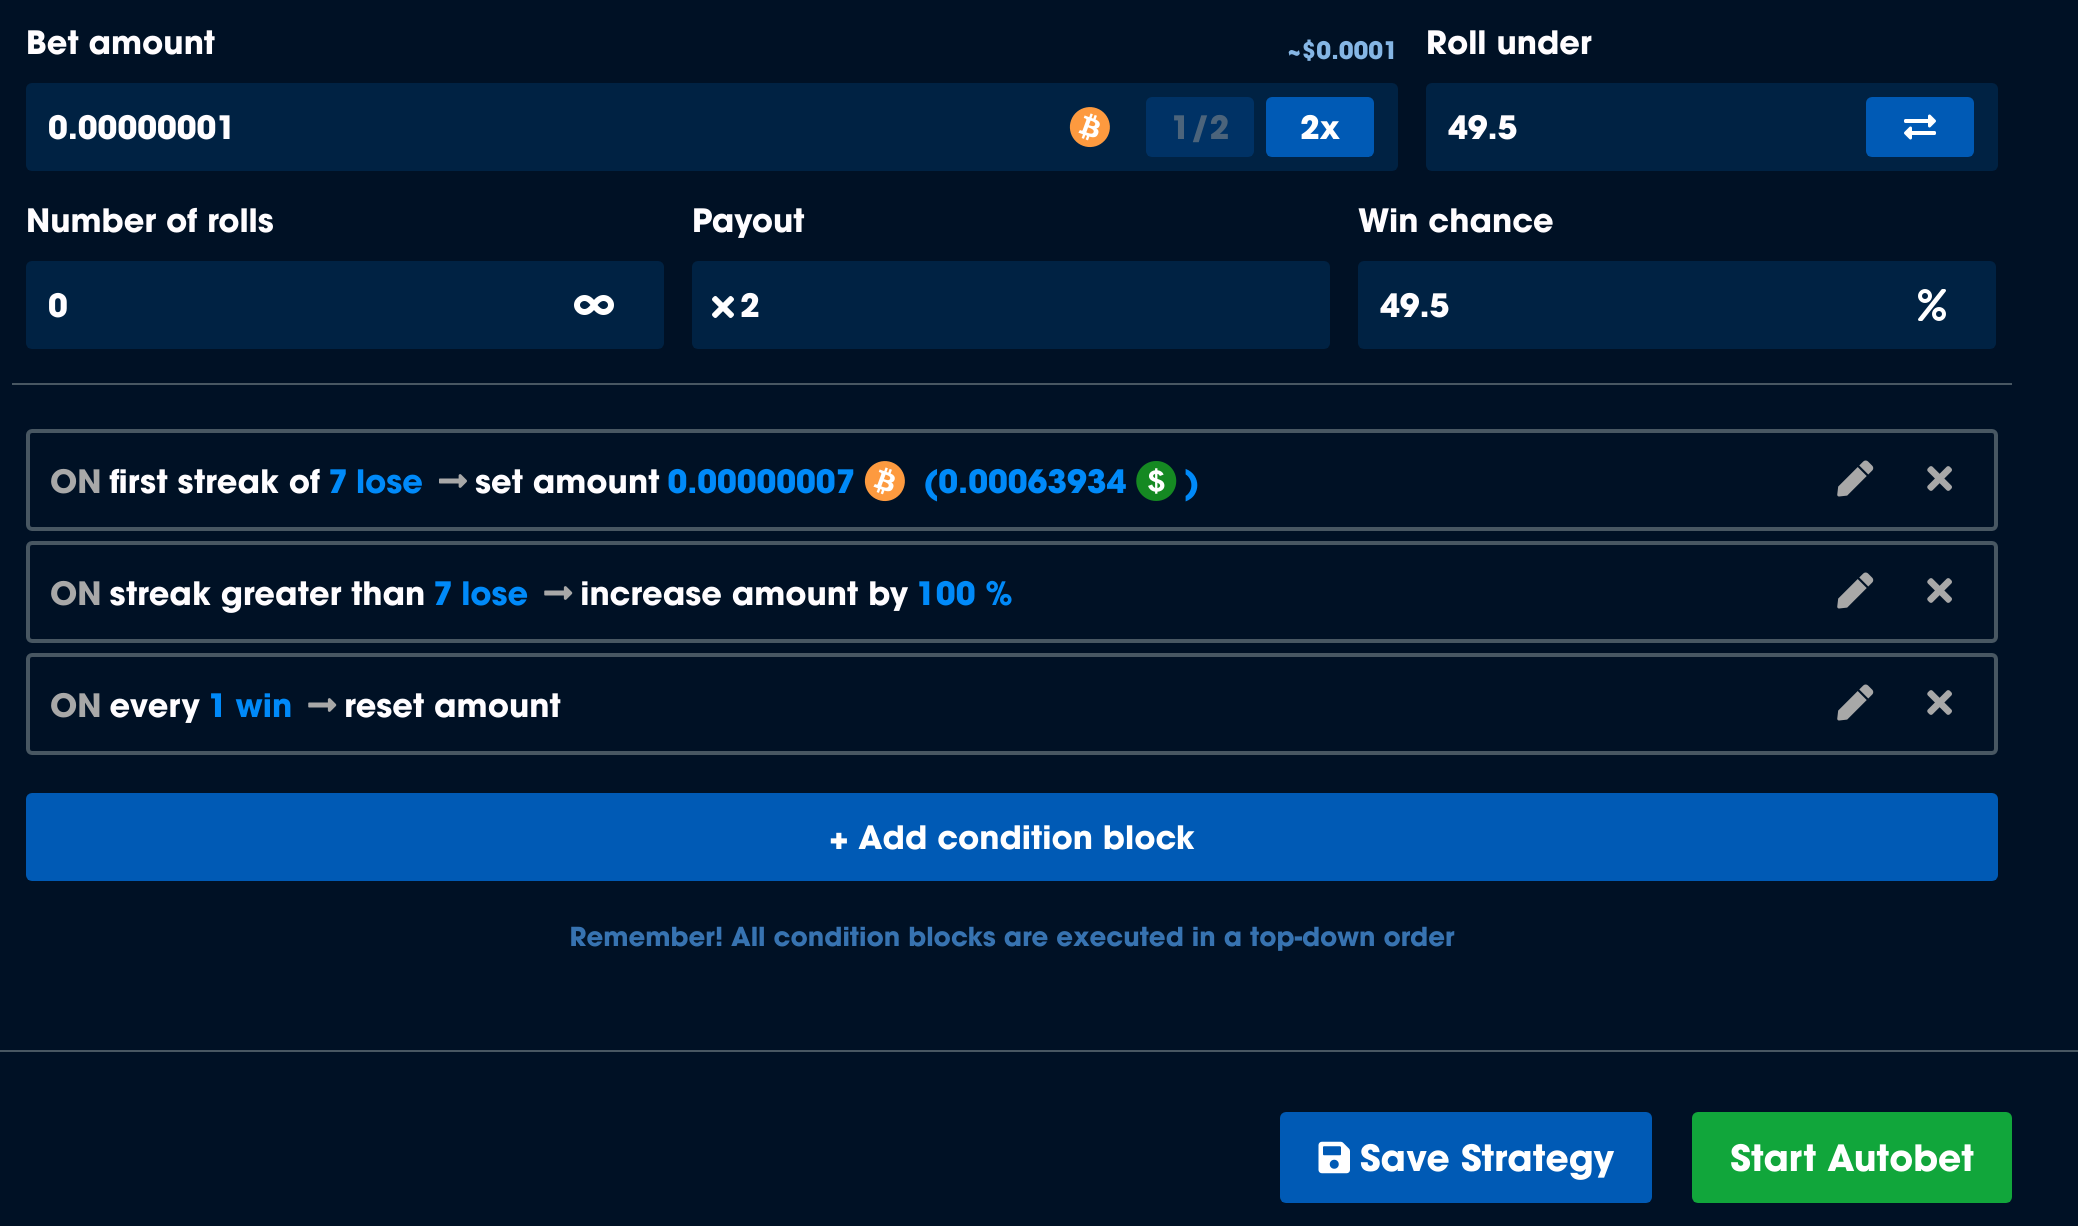 Bet amount
~$0.0001
Roll under
0.00000001
1/2
2x
49.5
Number of rolls
Payout
Win chance
0
×2
49.5
%
ON first streak of 7 lose → set amount 0.00000007 (0.00063934 $ )
ON streak greater than 7 lose → increase amount by 100 %
ON every 1 win → reset amount
+ Add condition block
Remember! All condition blocks are executed in a top-down order
Save Strategy
Start Autobet